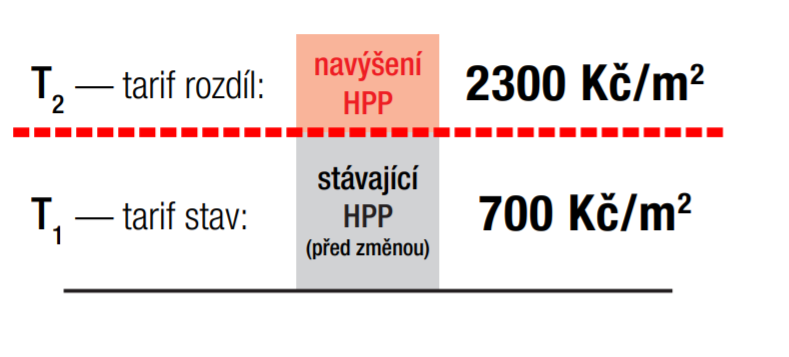 T2 — tarif rozdíl:
navýšení
HPP
2300 Kč/m²
T1 — tarif stav:
stávající
HPP
(před změnou)
700 Kč/m²